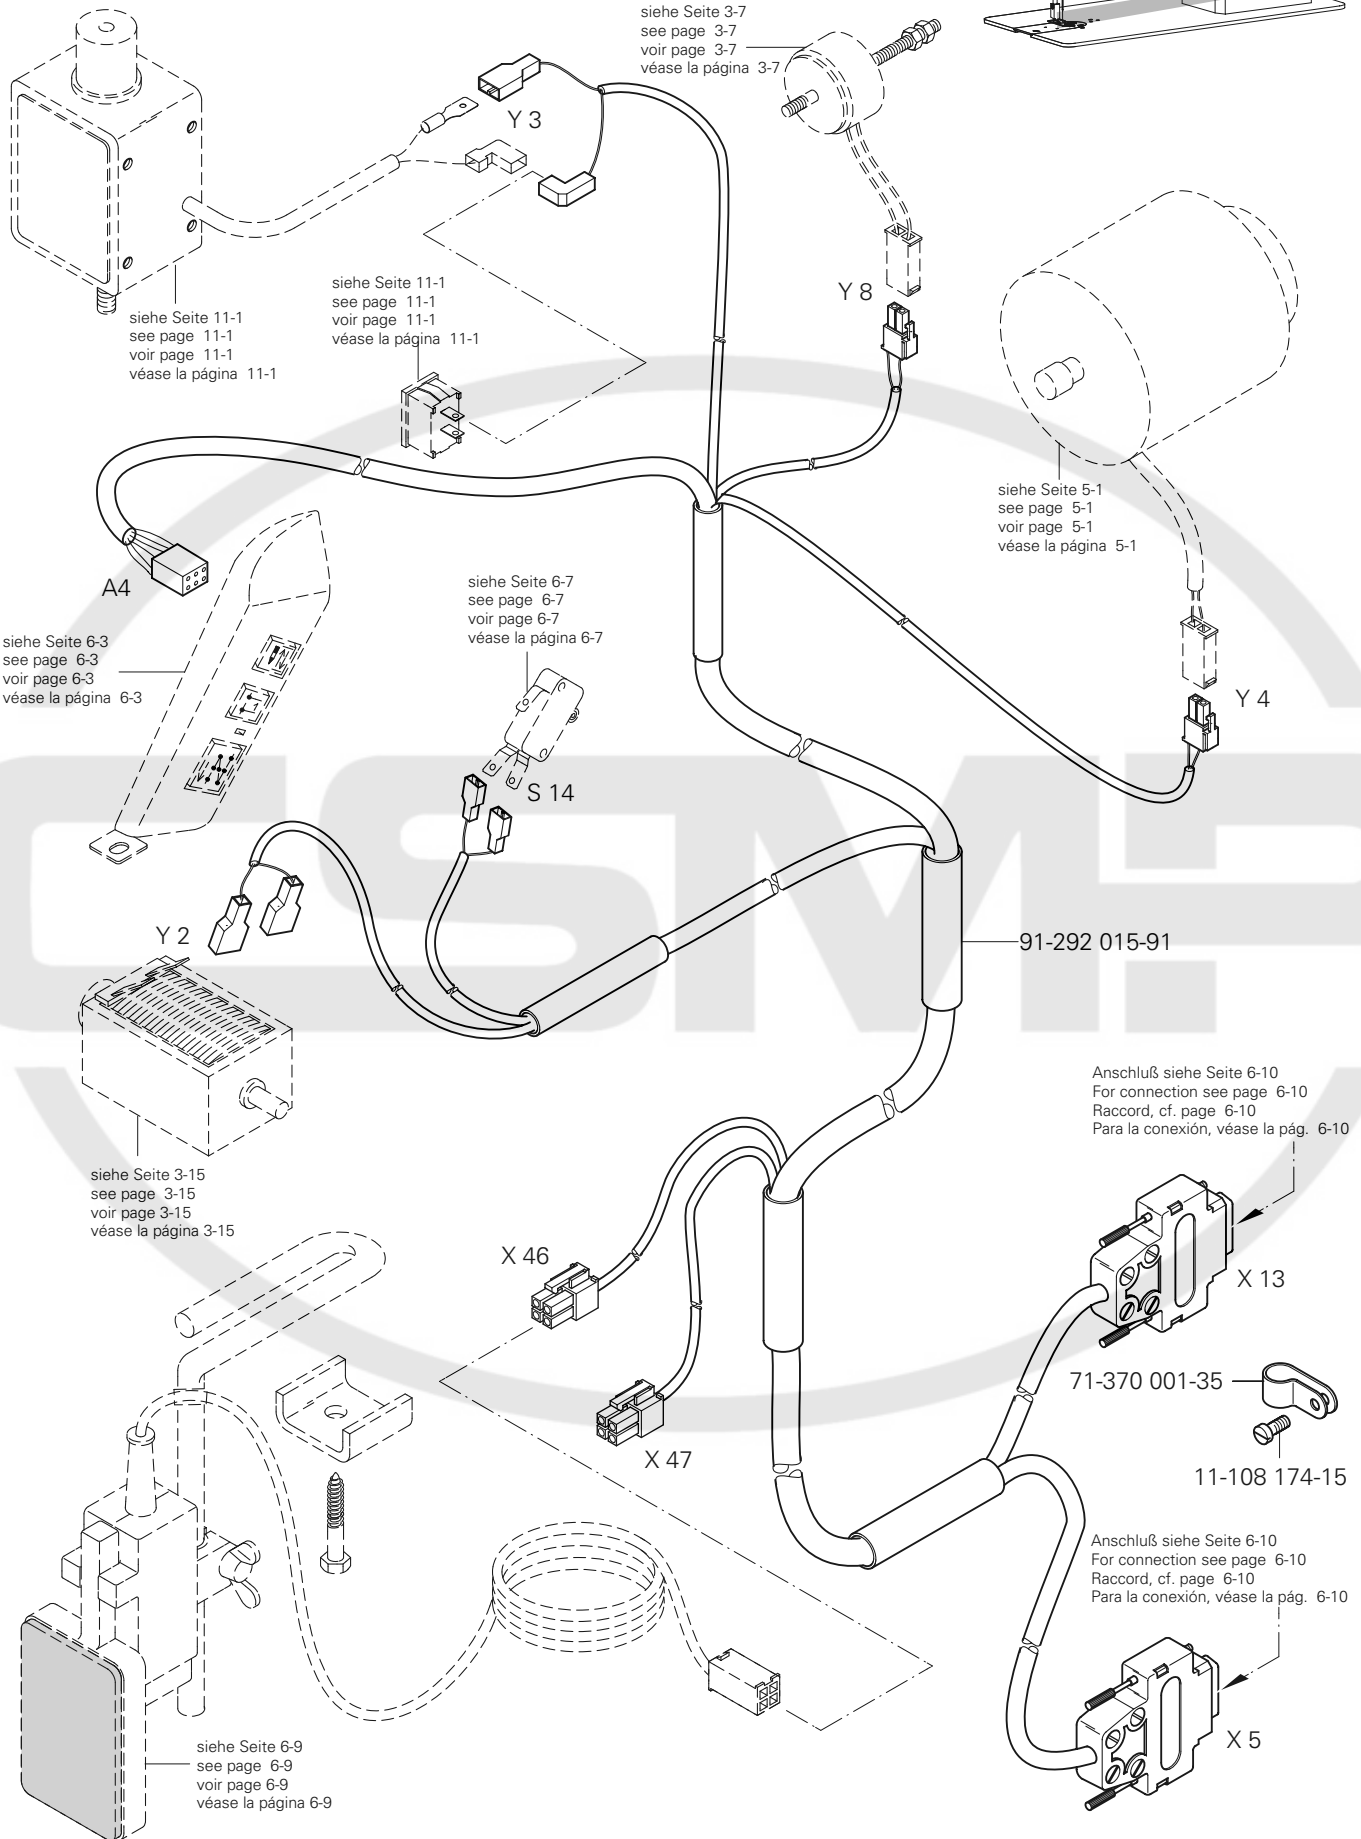 siehe Seite 3-7
see page 3-7
voir page 3-7
véase la página 3-7
Y 3
siehe Seite 11-1
see page 11-1
voir page 11-1
véase la página 11-1
siehe Seite 11-1
see page 11-1
voir page 11-1
véase la página 11-1
Y 8
siehe Seite 5-1
see page 5-1
voir page 5-1
véase la página 5-1
A4
siehe Seite 6-7
see page 6-7
voir page 6-7
véase la página 6-7
siehe Seite 6-3
see page 6-3
voir page 6-3
véase la página 6-3
Y 4
S 14
Y 2
91-292 015-91
siehe Seite 3-15
see page 3-15
voir page 3-15
véase la página 3-15
Anschluß siehe Seite 6-10
For connection see page 6-10
Raccord, cf. page 6-10
Para la conexión, véase la pág. 6-10
X 46
X 13
71-370 001-35
X 47
11-108 174-15
Anschluß siehe Seite 6-10
For connection see page 6-10
Raccord, cf. page 6-10
Para la conexión, véase la pág. 6-10
X 5
siehe Seite 6-9
see page 6-9
voir page 6-9
véase la página 6-9
CSMP